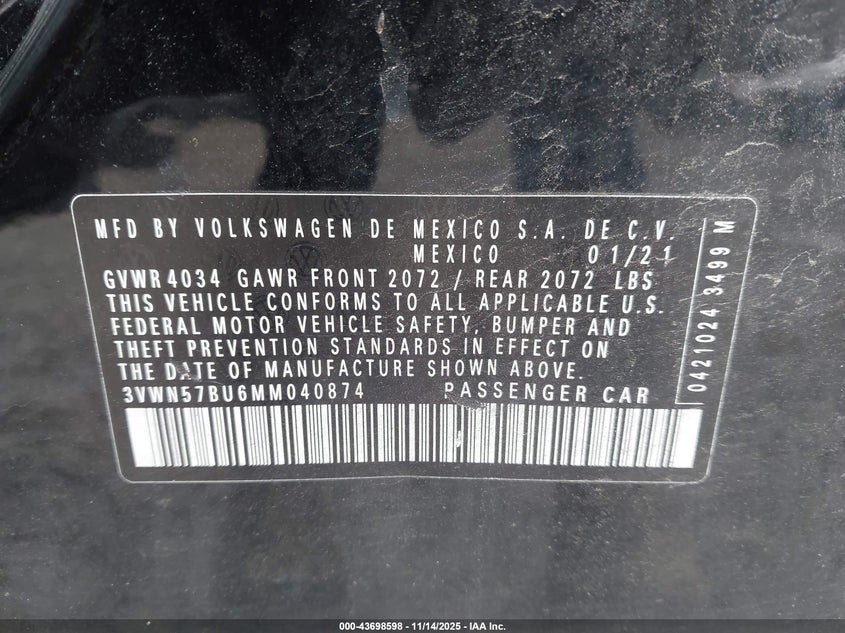 MFD BY VOLKSWAGEN DE MEXICO S.A. DE C.V.
MEXICO 01/21
GVWR 4034 GAWR FRONT 2072 / REAR 2072 LBS
THIS VEHICLE CONFORMS TO ALL APPLICABLE U.S.
FEDERAL MOTOR VEHICLE SAFETY, BUMPER AND
THEFT PREVENTION STANDARDS IN EFFECT ON
THE DATE OF MANUFACTURE SHOWN ABOVE.
3VWN57BU6MM040874 PASSENGER CAR
0421024 3499 M
000-43698598 - 11/14/2025 - IAA Inc.